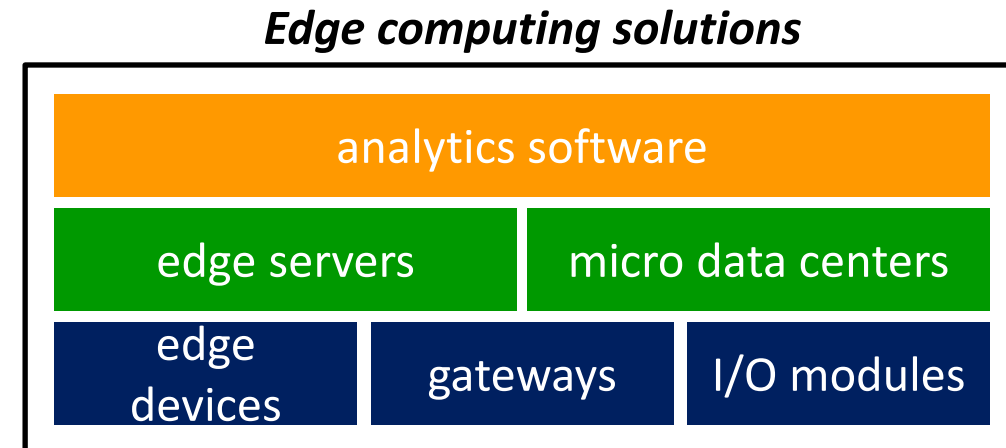 Edge computing solutions
analytics software
edge servers
micro data centers
edge
devices
gateways
I/O modules